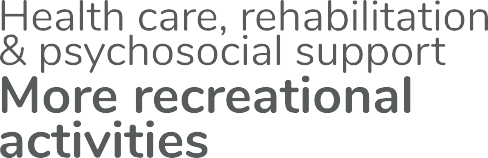 Health care, rehabilitation
& psychosocial support
More recreational
activities